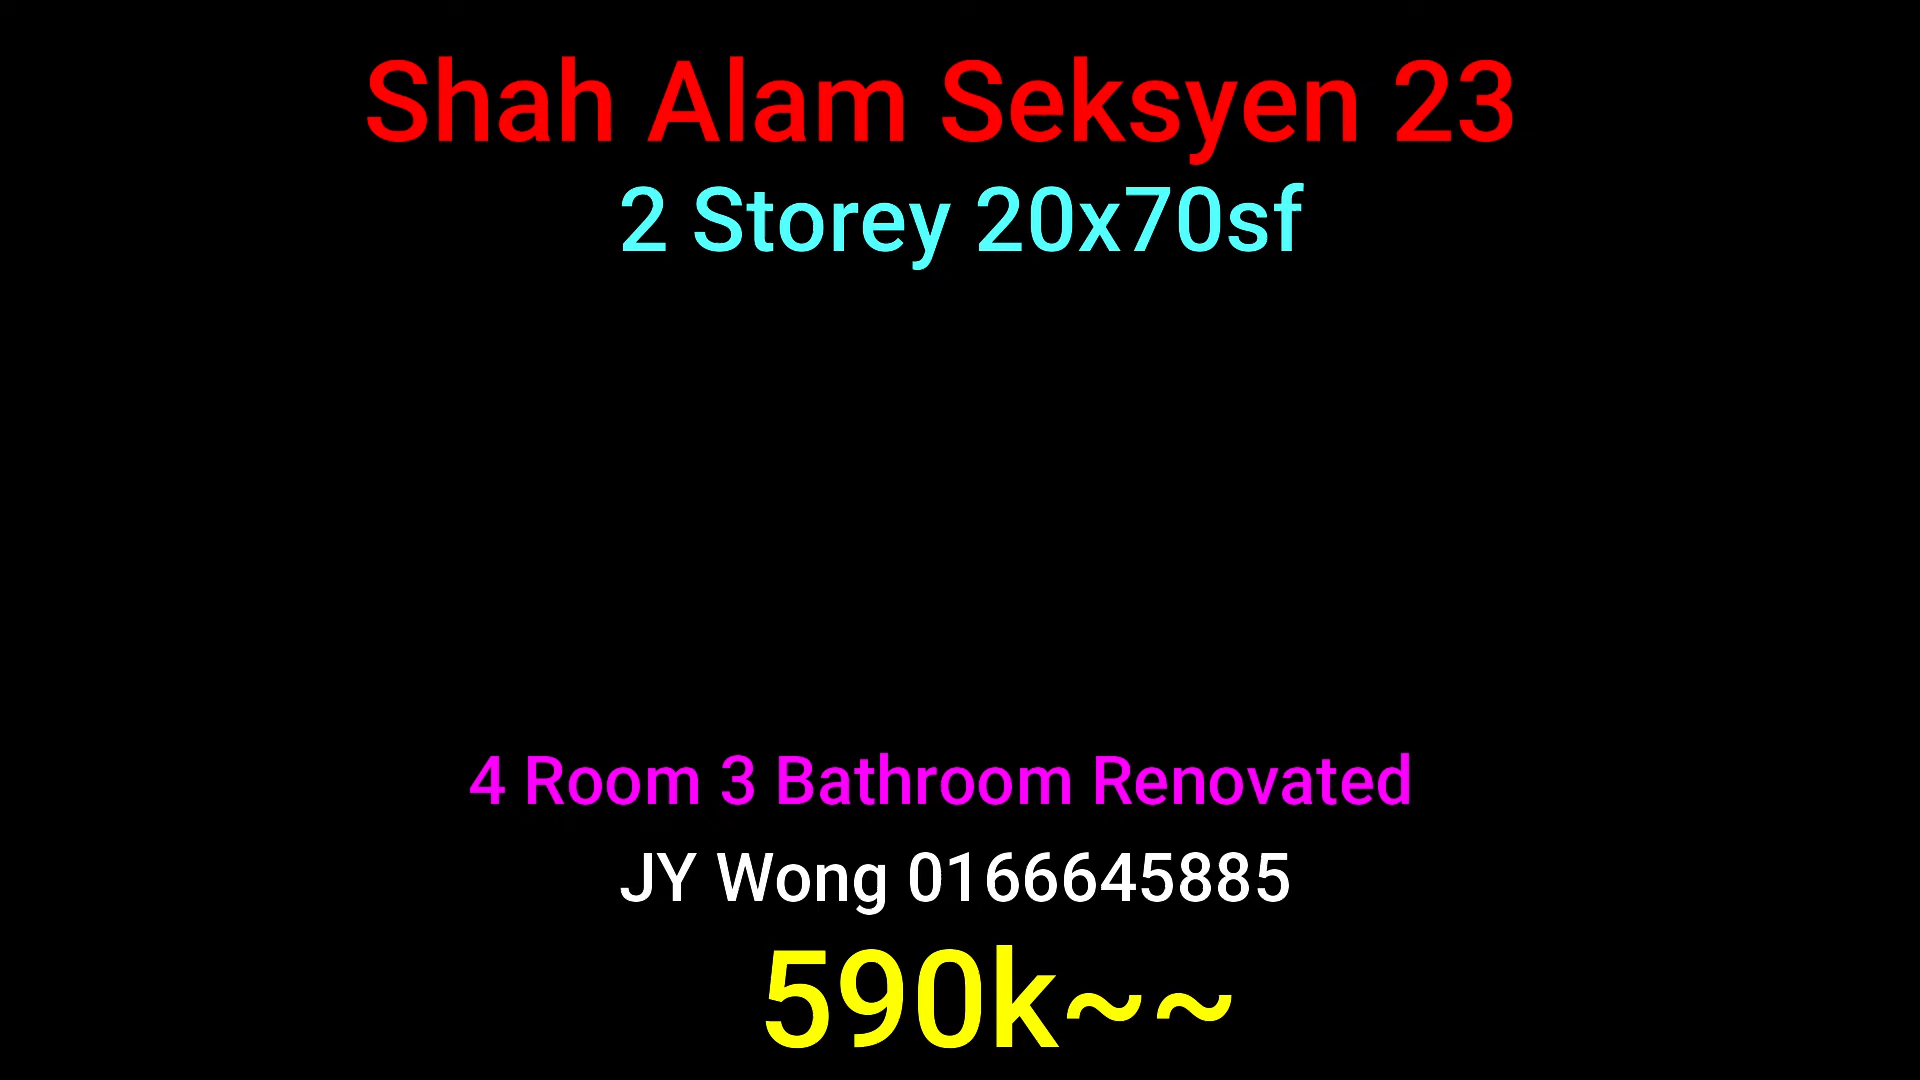 Shah Alam Seksyen 23
2 Storey 20x70sf
4 Room 3 Bathroom Renovated
JY Wong 0166645885
590k~~